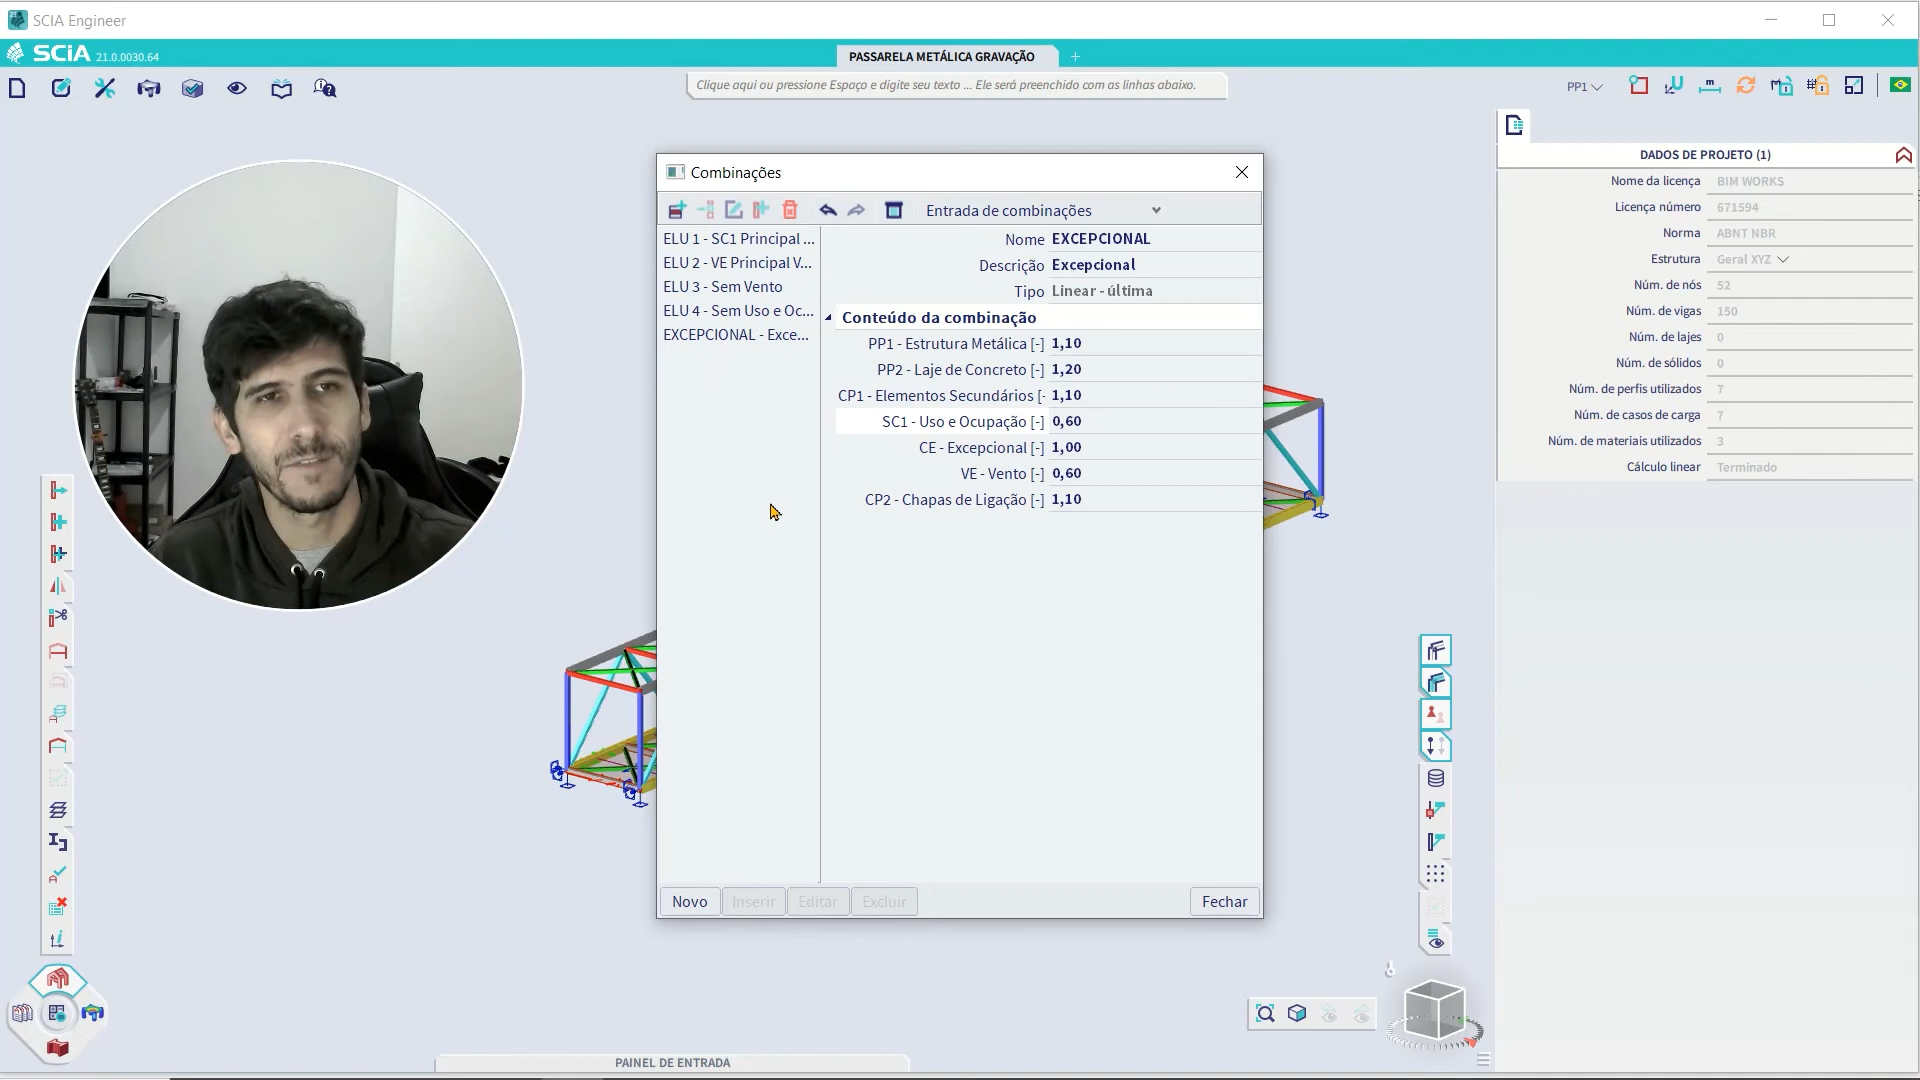 SCIA Engineer
SCiA 21.0.0030.64
PASSARELA METÁLICA GRAVAÇÃO
+
Clique aqui ou pressione Espaço e digite seu texto ... Ele será preenchido com as linhas abaixo.
PP1
DADOS DE PROJETO (1)
Nome da licença BIM WORKS
Licença número 671594
Norma ABNT NBR
Estrutura Geral XYZ
Núm. de nós 52
Núm. de vigas 150
Núm. de lajes 0
Núm. de sólidos 0
Núm. de perfis utilizados 7
Núm. de casos de carga 7
Núm. de materiais utilizados 3
Cálculo linear Terminado
Combinações
Entrada de combinações
ELU 1 - SC1 Principal ...
ELU 2 - VE Principal V...
ELU 3 - Sem Vento
ELU 4 - Sem Uso e Oc...
EXCEPCIONAL - Exce...
Nome EXCEPCIONAL
Descrição Excepcional
Tipo Linear - última
Conteúdo da combinação
PP1 - Estrutura Metálica [-] 1,10
PP2 - Laje de Concreto [-] 1,20
CP1 - Elementos Secundários [- 1,10
SC1 - Uso e Ocupação [-] 0,60
CE - Excepcional [-] 1,00
VE - Vento [-] 0,60
CP2 - Chapas de Ligação [-] 1,10
Novo Inserir Editar Excluir Fechar
PAINEL DE ENTRADA